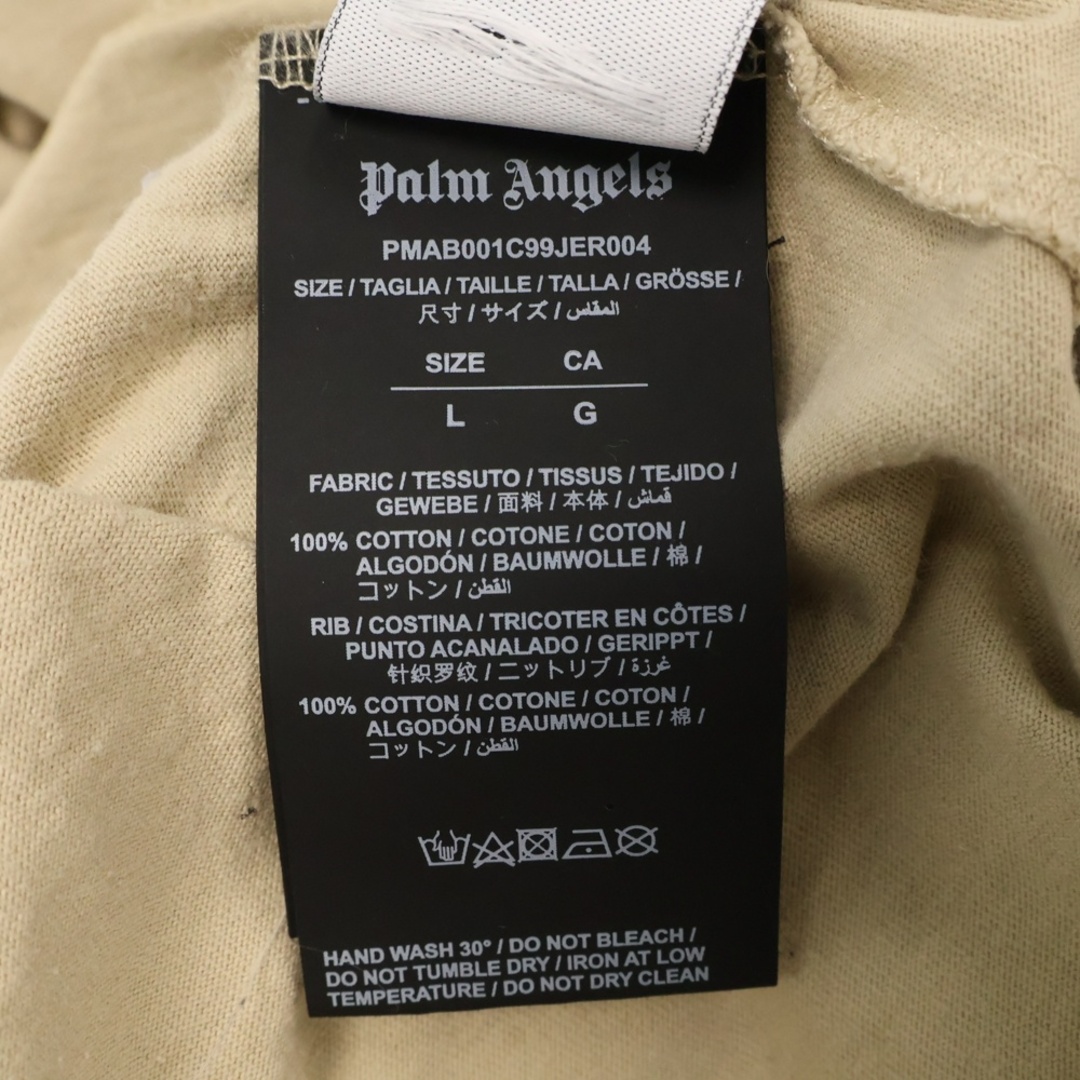 Palm Angels
PMAB001C99JER004
SIZE / TAGLIA / TAILLE / TALLA / GRÖSSE /
尺寸 / サイズ / المقاس
SIZE CA
L G
FABRIC / TESSUTO / TISSUS / TEJIDO /
GEWEBE / 面料 / 本体 / قماش
100% COTTON / COTONE / COTON /
ALGODÓN / BAUMWOLLE / 棉 /
コットン / القطن
RIB / COSTINA / TRICOTER EN CÔTES /
PUNTO ACANALADO / GERIPPT /
针织罗纹 / ニットリブ / غرزة
100% COTTON / COTONE / COTON /
ALGODÓN / BAUMWOLLE / 棉 /
コットン / القطن
HAND WASH 30° / DO NOT BLEACH /
DO NOT TUMBLE DRY / IRON AT LOW
TEMPERATURE / DO NOT DRY CLEAN